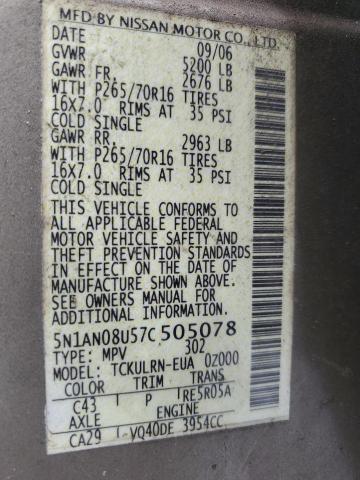 MFD BY NISSAN MOTOR CO., LTD.
DATE 09/06
GVWR 5200 LB
GAWR FR. 2676 LB
WITH P265/70R16 TIRES
16X7.0 RIMS AT 35 PSI
COLD SINGLE
GAWR RR. 2963 LB
WITH P265/70R16 TIRES
16X7.0 RIMS AT 35 PSI
COLD SINGLE
THIS VEHICLE CONFORMS TO
ALL APPLICABLE FEDERAL
MOTOR VEHICLE SAFETY AND
THEFT PREVENTION STANDARDS
IN EFFECT ON THE DATE OF
MANUFACTURE SHOWN ABOVE.
SEE OWNERS MANUAL FOR
ADDITIONAL INFORMATION.
5N1AN08U57C505078
TYPE: MPV 302
MODEL: TCKULRN-EUA 0Z000
COLOR TRIM TRANS
C43 P RE5R05A
AXLE ENGINE
CA29 VQ40DE 3954CC